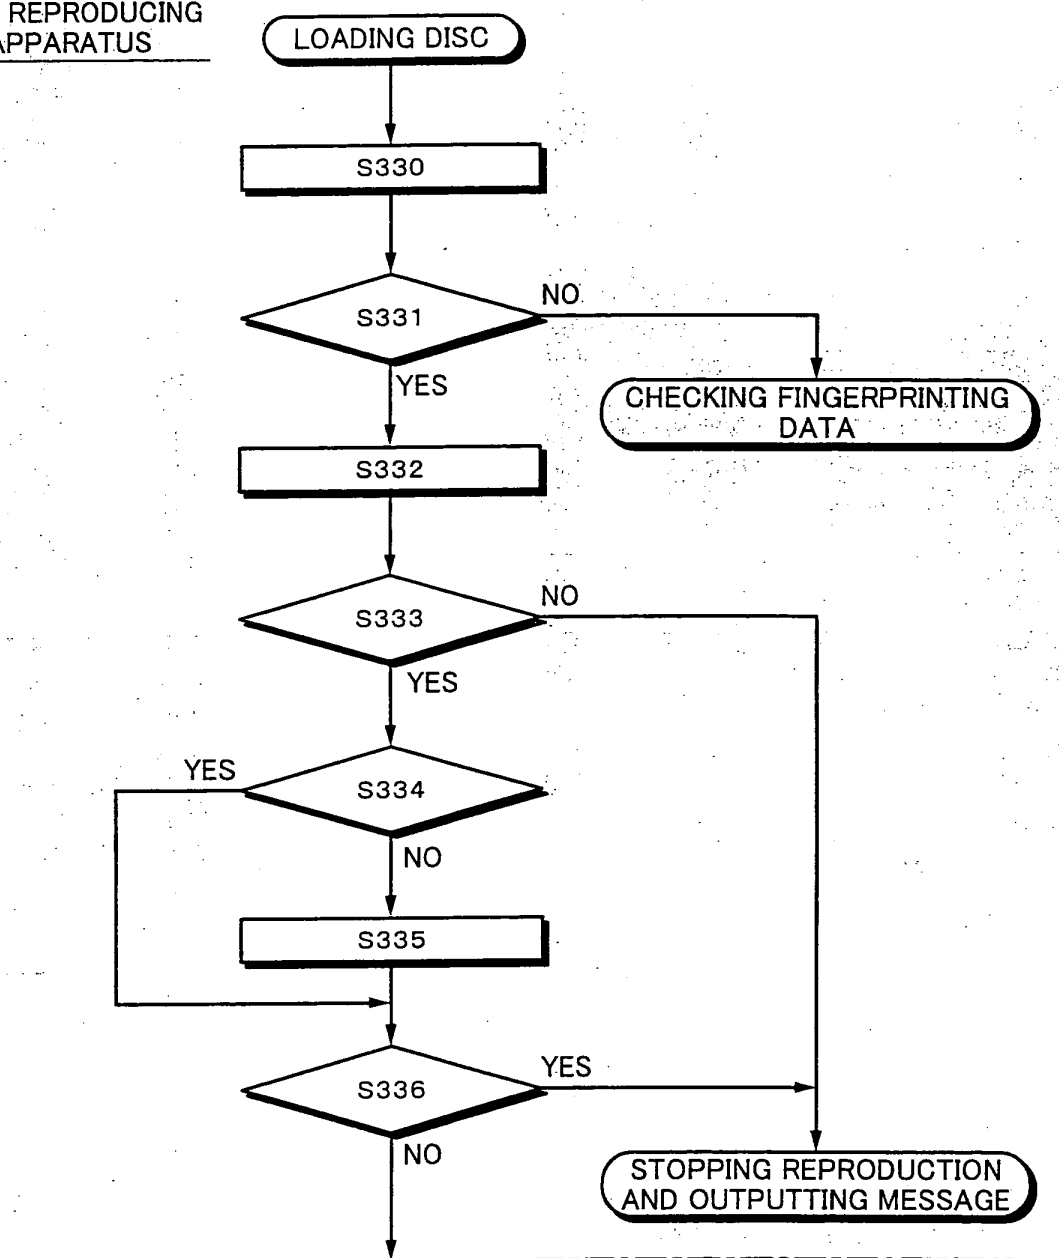 REPRODUCING
APPARATUS
LOADING DISC
S330
S331
NO
YES
CHECKING FINGERPRINTING
DATA
S332
S333
NO
YES
S334
YES
NO
S335
S336
YES
NO
STOPPING REPRODUCTION
AND OUTPUTTING MESSAGE